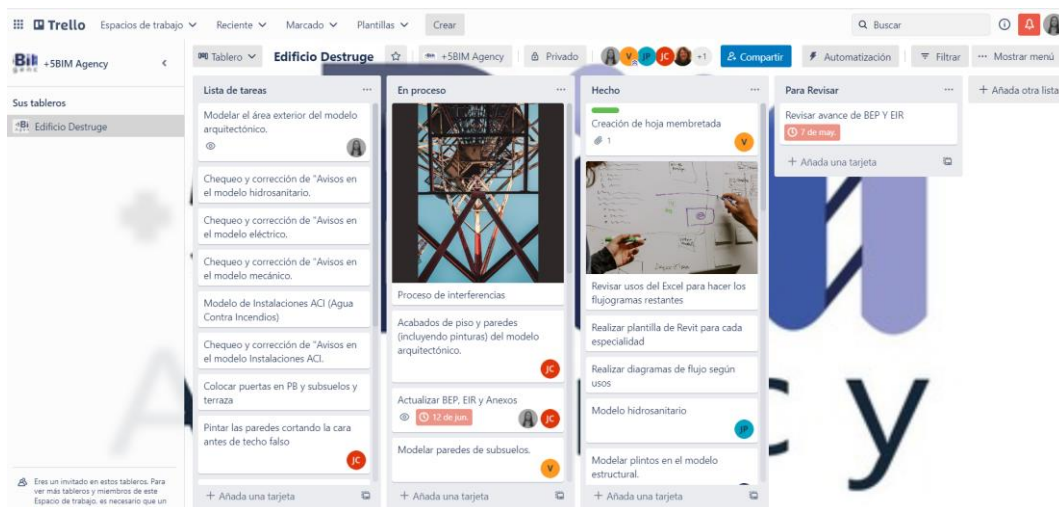 Trello Espacios de trabajo Reciente Marcado Plantillas Crear Buscar
+5BIM Agency
Tablero Edificio Destruge +5BIM Agency Privado V JP JC +1 Compartir Automatización Filtrar Mostrar menú
Sus tableros
Edificio Destruge
Eres un invitado en estos tableros. Para
ver más tableros y miembros de este
Espacio de trabajo, es necesario que un
Lista de tareas
Modelar el área exterior del modelo
arquitectónico.
Chequeo y corrección de "Avisos en
el modelo hidrosanitario.
Chequeo y corrección de "Avisos en
el modelo eléctrico.
Chequeo y corrección de "Avisos en
el modelo mecánico.
Modelo de Instalaciones ACI (Agua
Contra Incendios)
Chequeo y corrección de "Avisos en
el modelo Instalaciones ACI.
Colocar puertas en PB y subsuelos y
terraza
Pintar las paredes cortando la cara
antes de techo falso
JC
+ Añada una tarjeta
En proceso
Proceso de interferencias
Acabados de piso y paredes
(incluyendo pinturas) del modelo
arquitectónico.
JC
Actualizar BEP, EIR y Anexos
12 de jun.
JC
Modelar paredes de subsuelos.
V
+ Añada una tarjeta
Hecho
Creación de hoja membretada
1
V
Revisar usos del Excel para hacer los
flujogramas restantes
Realizar plantilla de Revit para cada
especialidad
Realizar diagramas de flujo según
usos
Modelo hidrosanitario
JP
Modelar plintos en el modelo
estructural.
+ Añada una tarjeta
Para Revisar
Revisar avance de BEP Y EIR
7 de may.
+ Añada una tarjeta
+ Añada otra lista